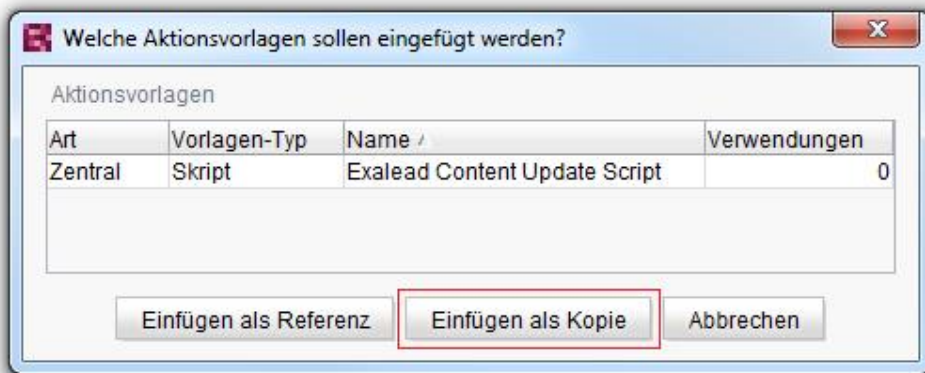 Welche Aktionsvorlagen sollen eingefügt werden?
Aktionsvorlagen
Art Vorlagen-Typ Name Verwendungen
Zentral Skript Exalead Content Update Script 0
Einfügen als Referenz Einfügen als Kopie Abbrechen